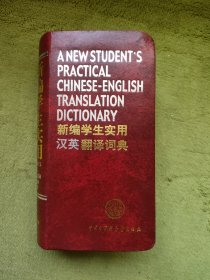 A NEW STUDENT'S
PRACTICAL
CHINESE-ENGLISH
TRANSLATION
DICTIONARY
新编学生实用
汉英翻译词典